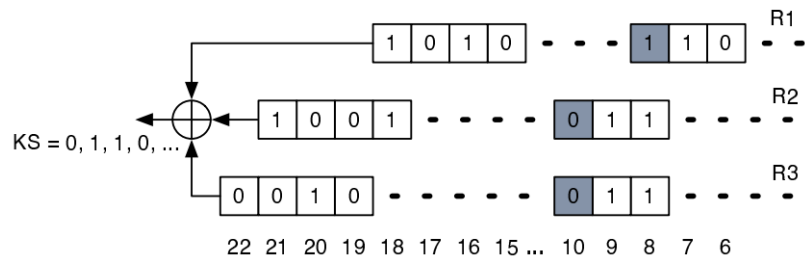 R1
1 0 1 0 1 1 0
R2
1 0 0 1 0 1 1
KS = 0, 1, 1, 0, ...
R3
0 0 1 0 0 1 1
22 21 20 19 18 17 16 15 ... 10 9 8 7 6